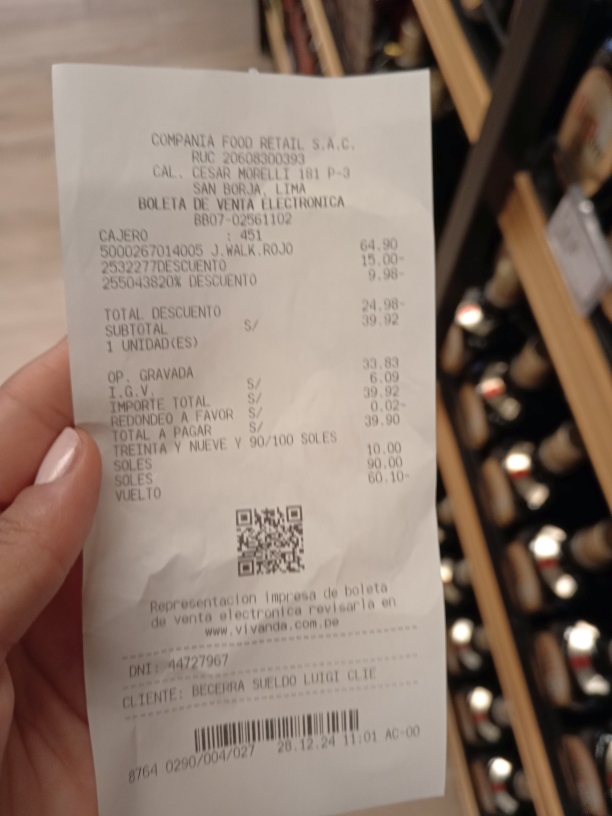 COMPANIA FOOD RETAIL S.A.C.
RUC 20608300393
CAL. CESAR MORELLI 181 P-3
SAN BORJA, LIMA
BOLETA DE VENTA ELECTRONICA
BB07-02561102
CAJERO : 451
5000267014005 J.WALK.ROJO 64.90
2532277DESCUENTO 15.00-
255043820% DESCUENTO 9.98-
TOTAL DESCUENTO 24.98-
SUBTOTAL S/ 39.92
1 UNIDAD(ES)
OP. GRAVADA S/ 33.83
I.G.V. S/ 6.09
IMPORTE TOTAL S/ 39.92
REDONDEO A FAVOR S/ 0.02-
TOTAL A PAGAR S/ 39.90
TREINTA Y NUEVE Y 90/100 SOLES
SOLES 10.00
SOLES 90.00
VUELTO 60.10-
Representacion impresa de boleta
de venta electronica revisarla en
www.vivanda.com.pe
DNI: 44727967
CLIENTE: BECERRA SUELDO LUIGI CLIE
8764 0290/004/027 28.12.24 11:01 AC-00